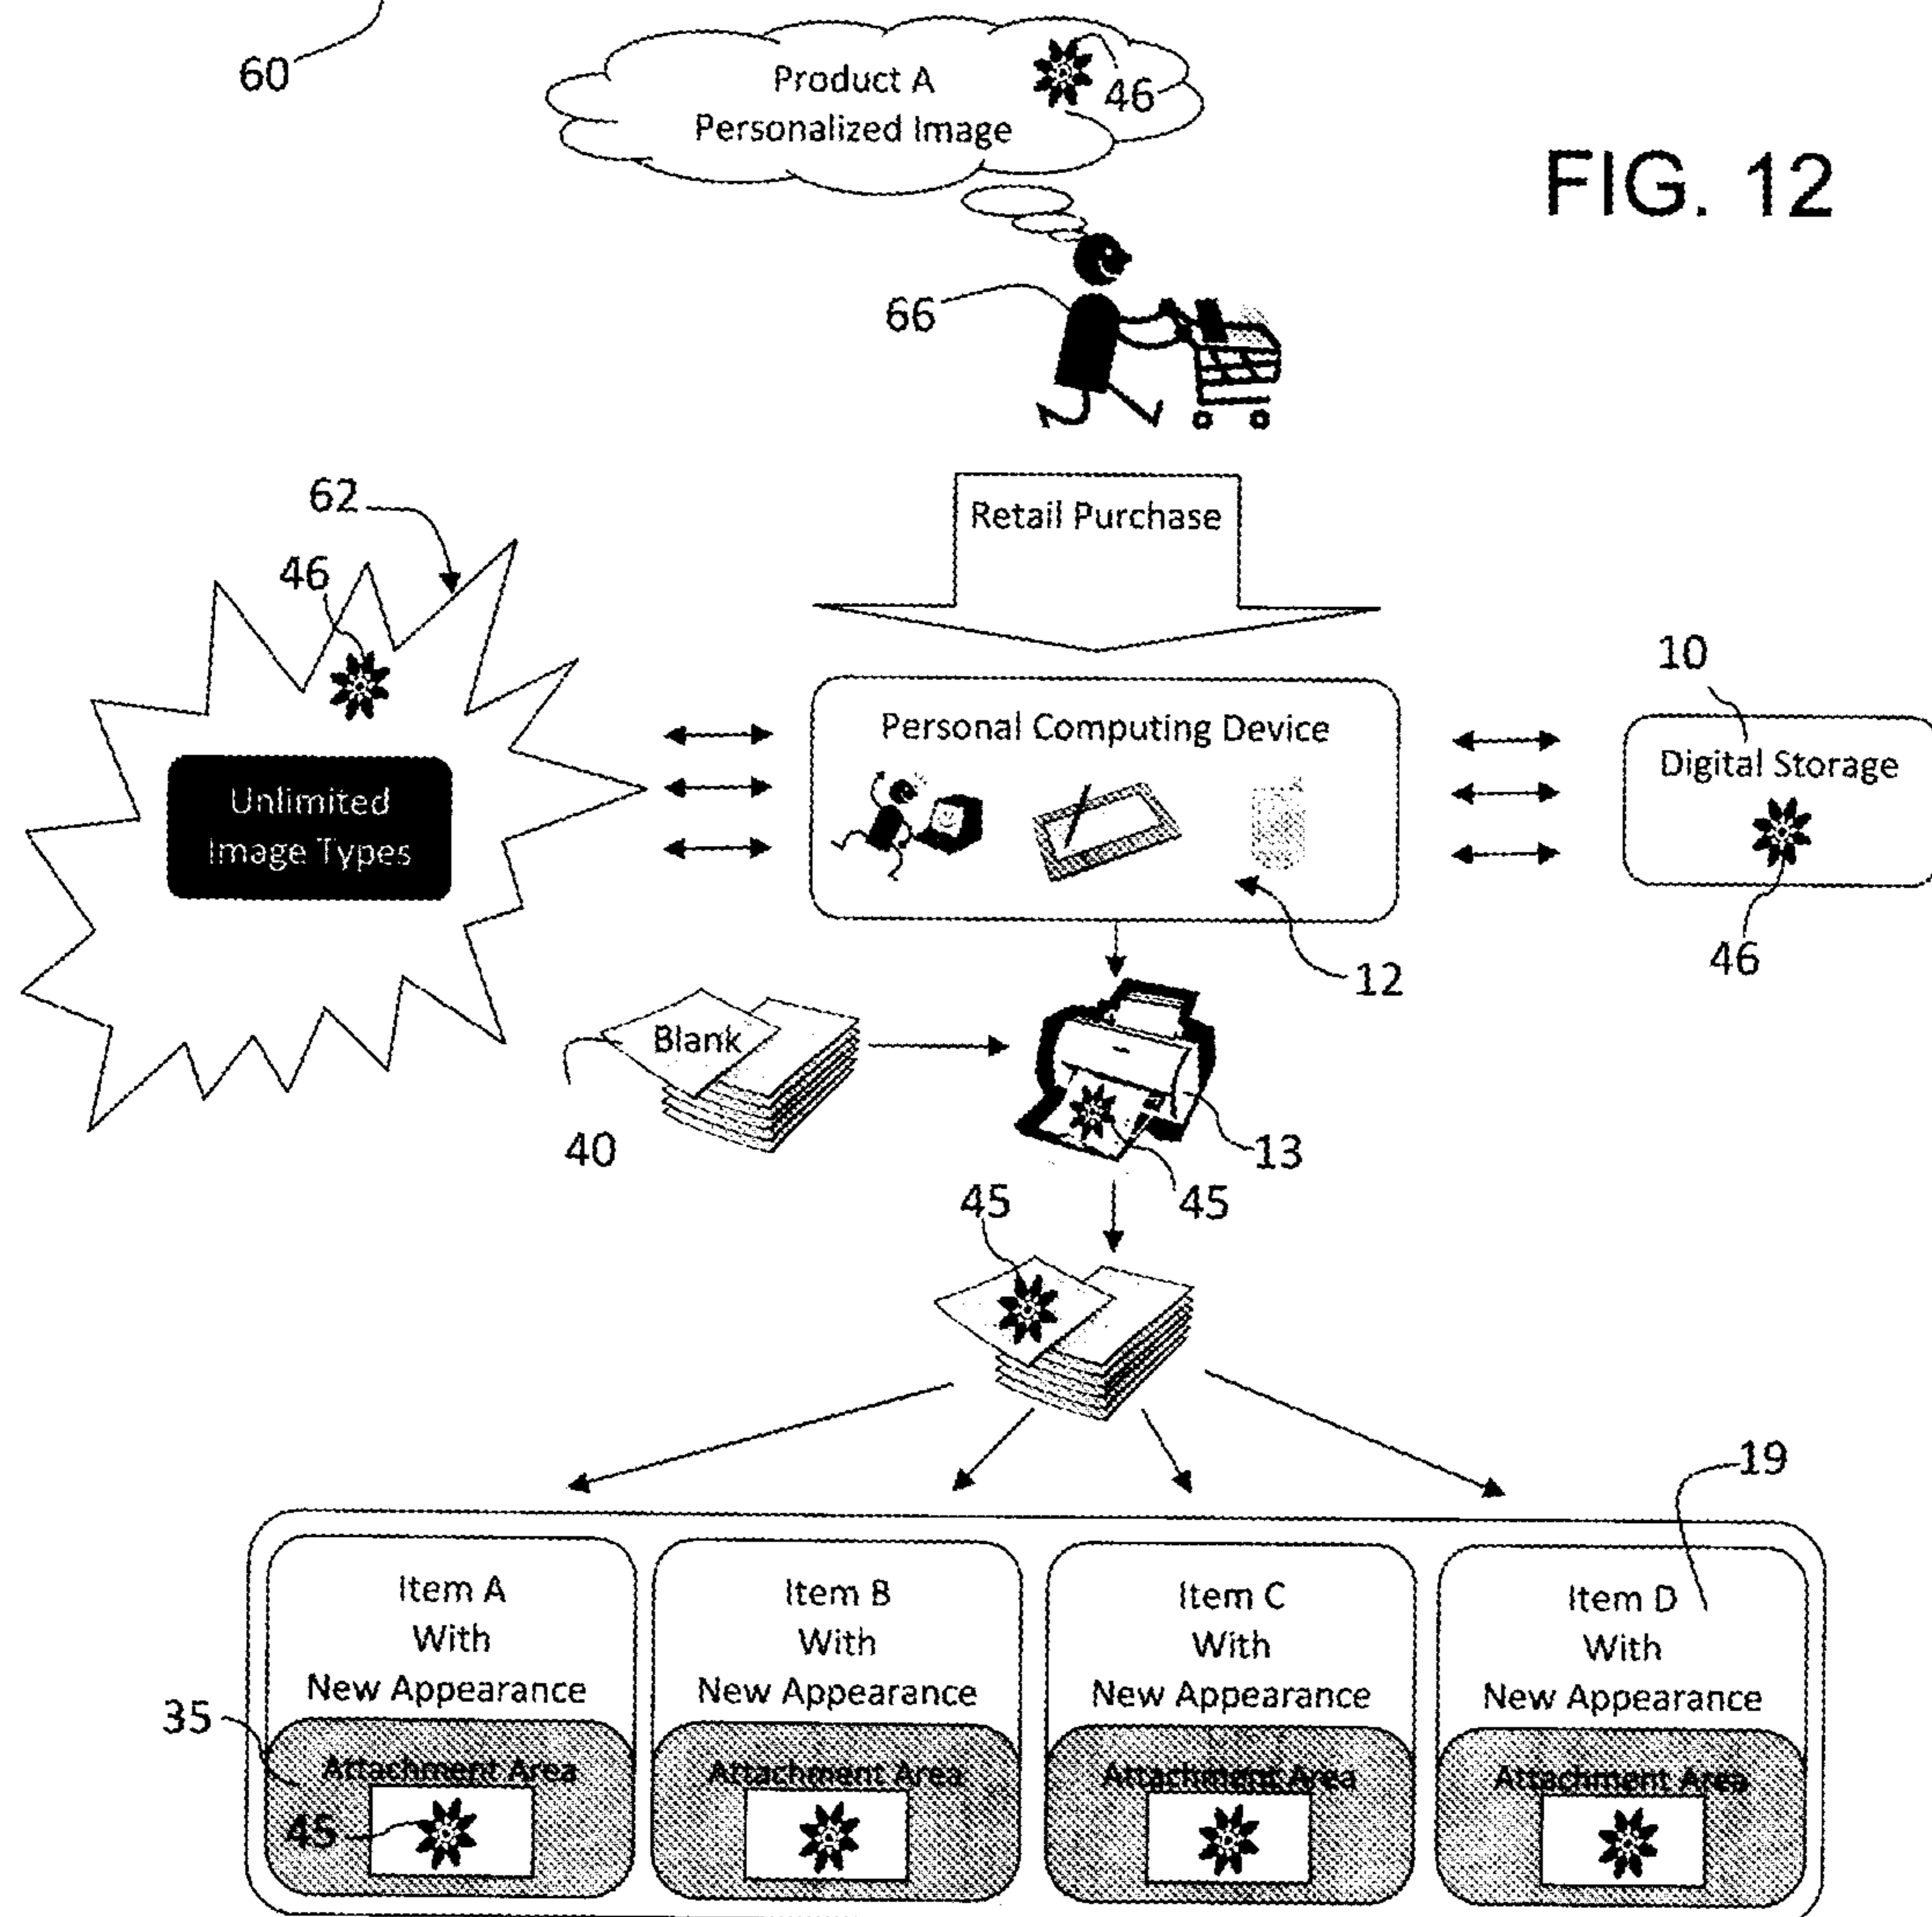 60
Product A
46
Personalized Image
FIG. 12
66
62
Retail Purchase
46
10
Personal Computing Device
Digital Storage
Unlimited
Image Types
12
46
Blank
40
13
45
45
19
Item A
With
New Appearance
Item B
With
New Appearance
Item C
With
New Appearance
Item D
With
New Appearance
35
Attachment Area
Attachment Area
Attachment Area
Attachment Area
45